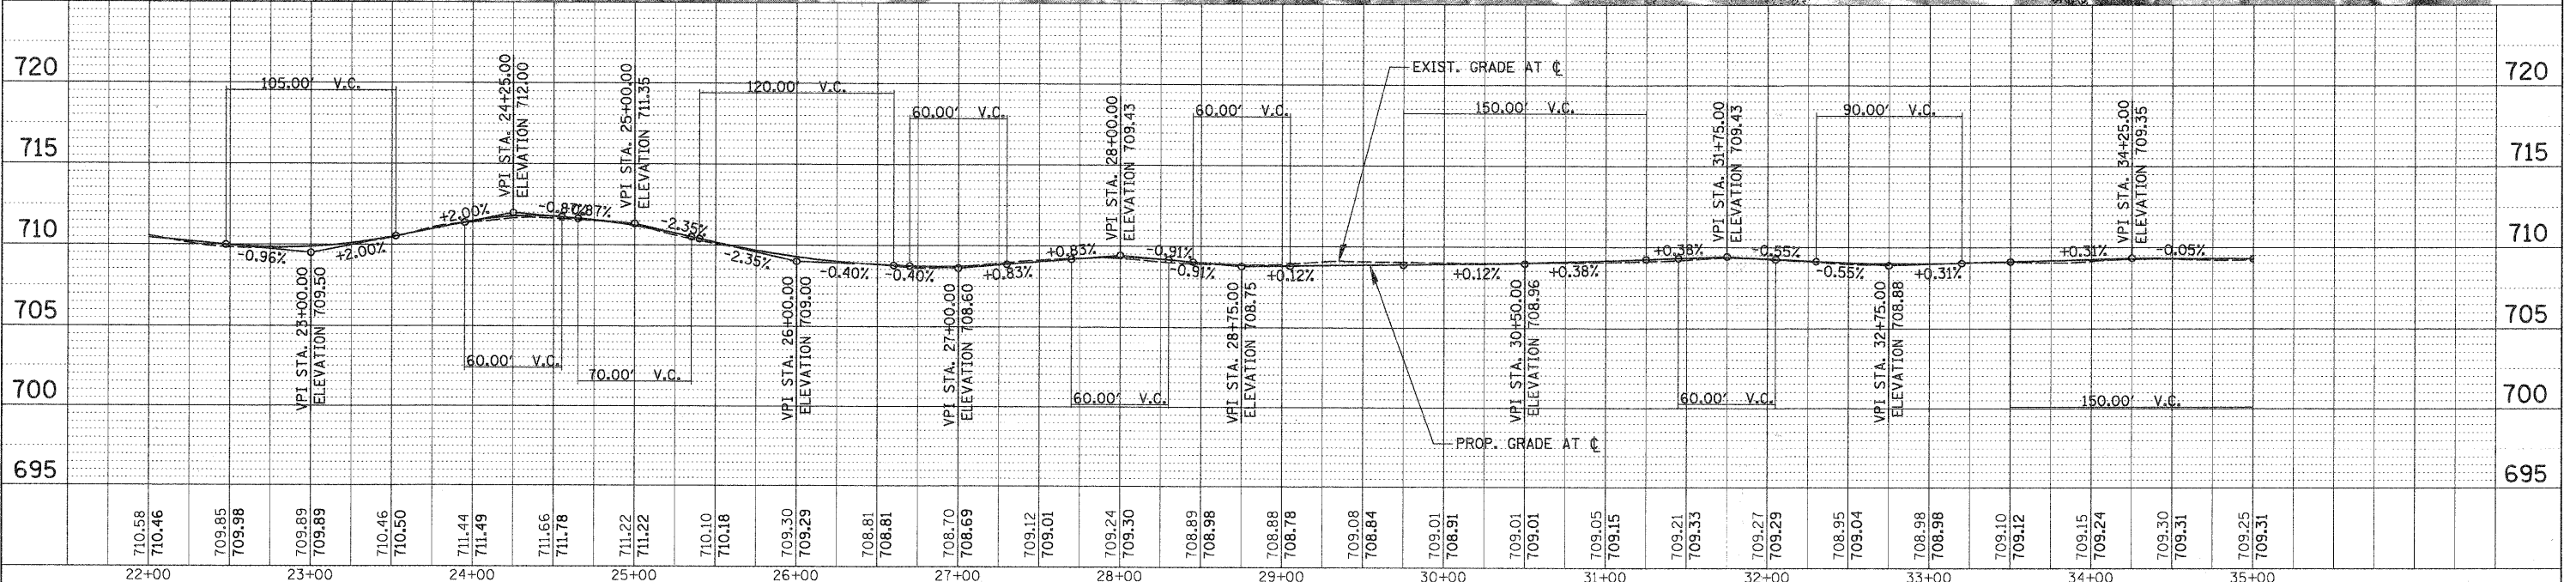 720
720
715
715
710
710
705
705
700
700
695
695
105.00' V.C.
VPI STA. 24+25.00
ELEVATION 712.00
VPI STA. 25+00.00
ELEVATION 711.35
120.00' V.C.
60.00' V.C.
VPI STA. 28+00.00
ELEVATION 709.43
60.00' V.C.
EXIST. GRADE AT ℄
150.00' V.C.
VPI STA. 31+75.00
ELEVATION 709.43
90.00' V.C.
VPI STA. 34+25.00
ELEVATION 709.35
-0.96%
+2.00%
+2.00%
-0.87%
-0.87%
-2.35%
-2.35%
-0.40%
-0.40%
+0.83%
+0.83%
-0.91%
-0.91%
+0.12%
+0.12%
+0.38%
+0.38%
-0.55%
-0.55%
+0.31%
+0.31%
-0.05%
VPI STA. 23+00.00
ELEVATION 709.50
60.00' V.C.
70.00' V.C.
VPI STA. 26+00.00
ELEVATION 709.00
VPI STA. 27+00.00
ELEVATION 708.60
60.00' V.C.
VPI STA. 28+75.00
ELEVATION 708.75
PROP. GRADE AT ℄
VPI STA. 30+50.00
ELEVATION 708.96
60.00' V.C.
VPI STA. 32+75.00
ELEVATION 708.88
150.00' V.C.
710.58
710.46
709.85
709.98
709.89
709.89
710.46
710.50
711.44
711.49
711.66
711.78
711.22
711.22
710.10
710.18
709.30
709.29
708.81
708.81
708.70
708.69
709.12
709.01
709.24
709.30
708.89
708.98
708.88
708.78
709.08
708.84
709.01
708.91
709.01
709.01
709.05
709.15
709.21
709.33
709.27
709.29
708.95
709.04
708.98
708.98
709.10
709.12
709.15
709.24
709.30
709.31
709.25
709.31
22+00
23+00
24+00
25+00
26+00
27+00
28+00
29+00
30+00
31+00
32+00
33+00
34+00
35+00